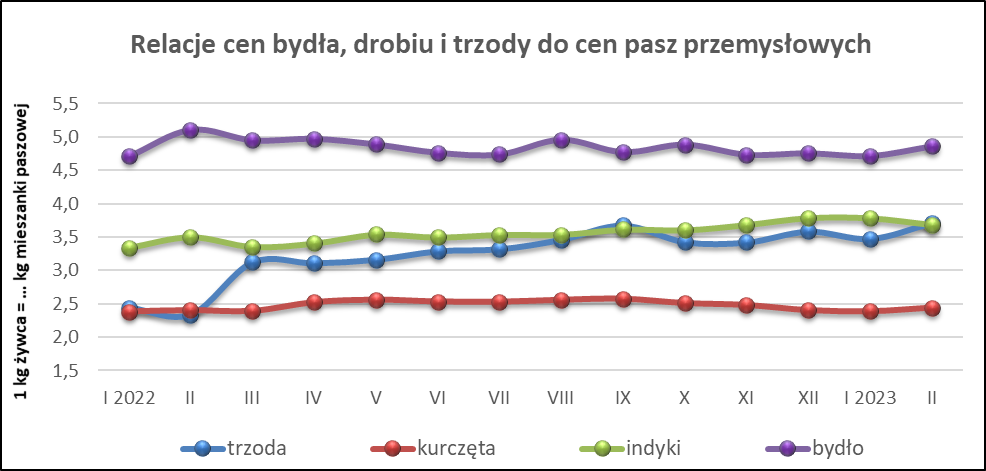 Relacje cen bydła, drobiu i trzody do cen pasz przemysłowych
1 kg żywca = ... kg mieszanki paszowej
5,5
5,0
4,5
4,0
3,5
3,0
2,5
2,0
1,5
I 2022 II III IV V VI VII VIII IX X XI XII I 2023 II
trzoda kurczęta indyki bydło